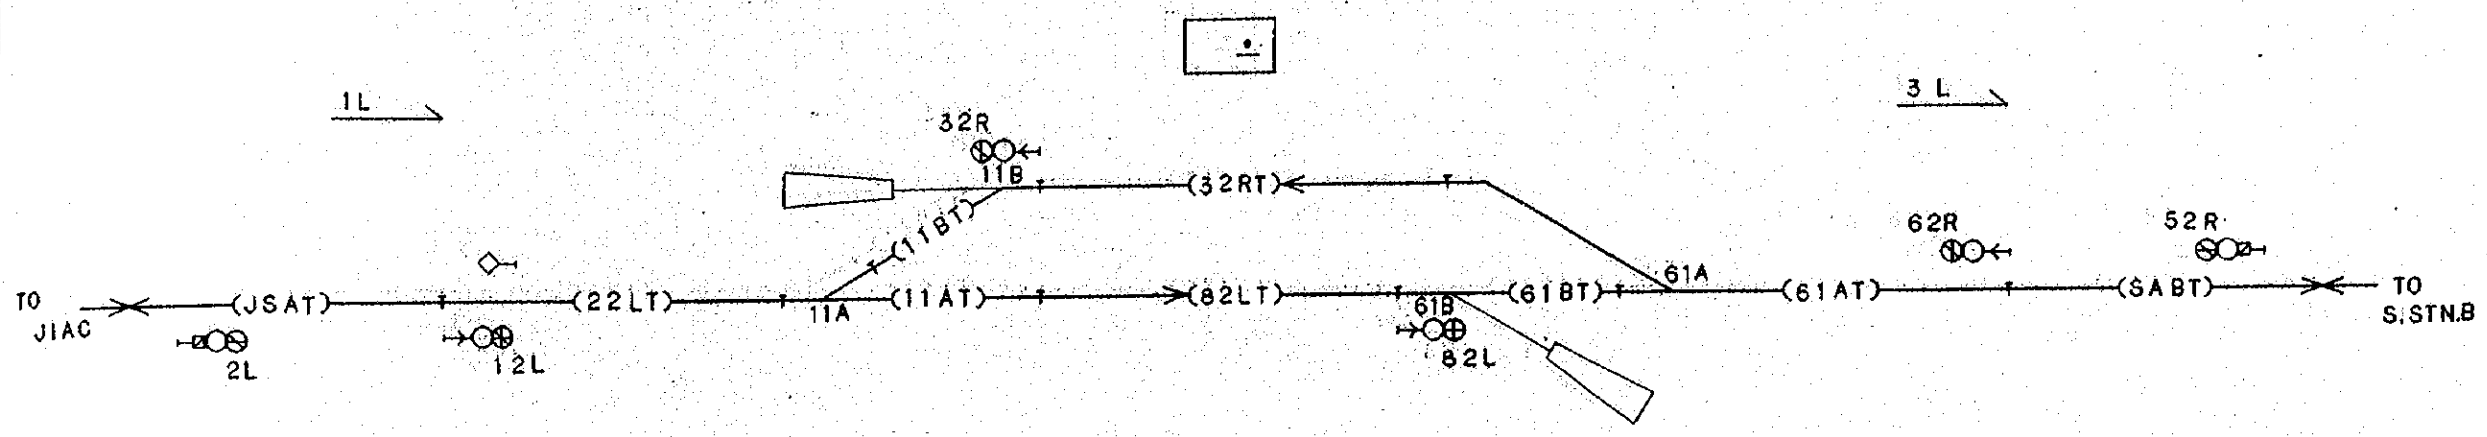 1L
3 L
32R
11B
(32RT)
(11BT)
62R
52R
TO
JIAC
(JSAT)
(22LT)
11A
(11AT)
(82LT)
61B
(61BT)
61A
(61AT)
(SABT)
TO
S.STN.B
2L
12L
82L